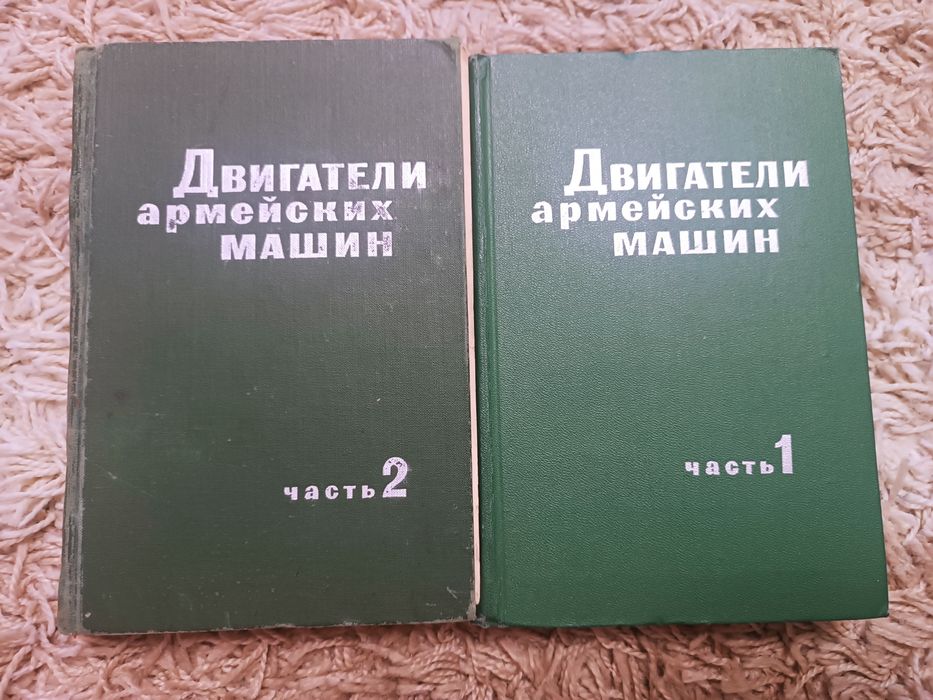 Двигатели
армейских
машин
часть 2
Двигатели
армейских
машин
часть 1